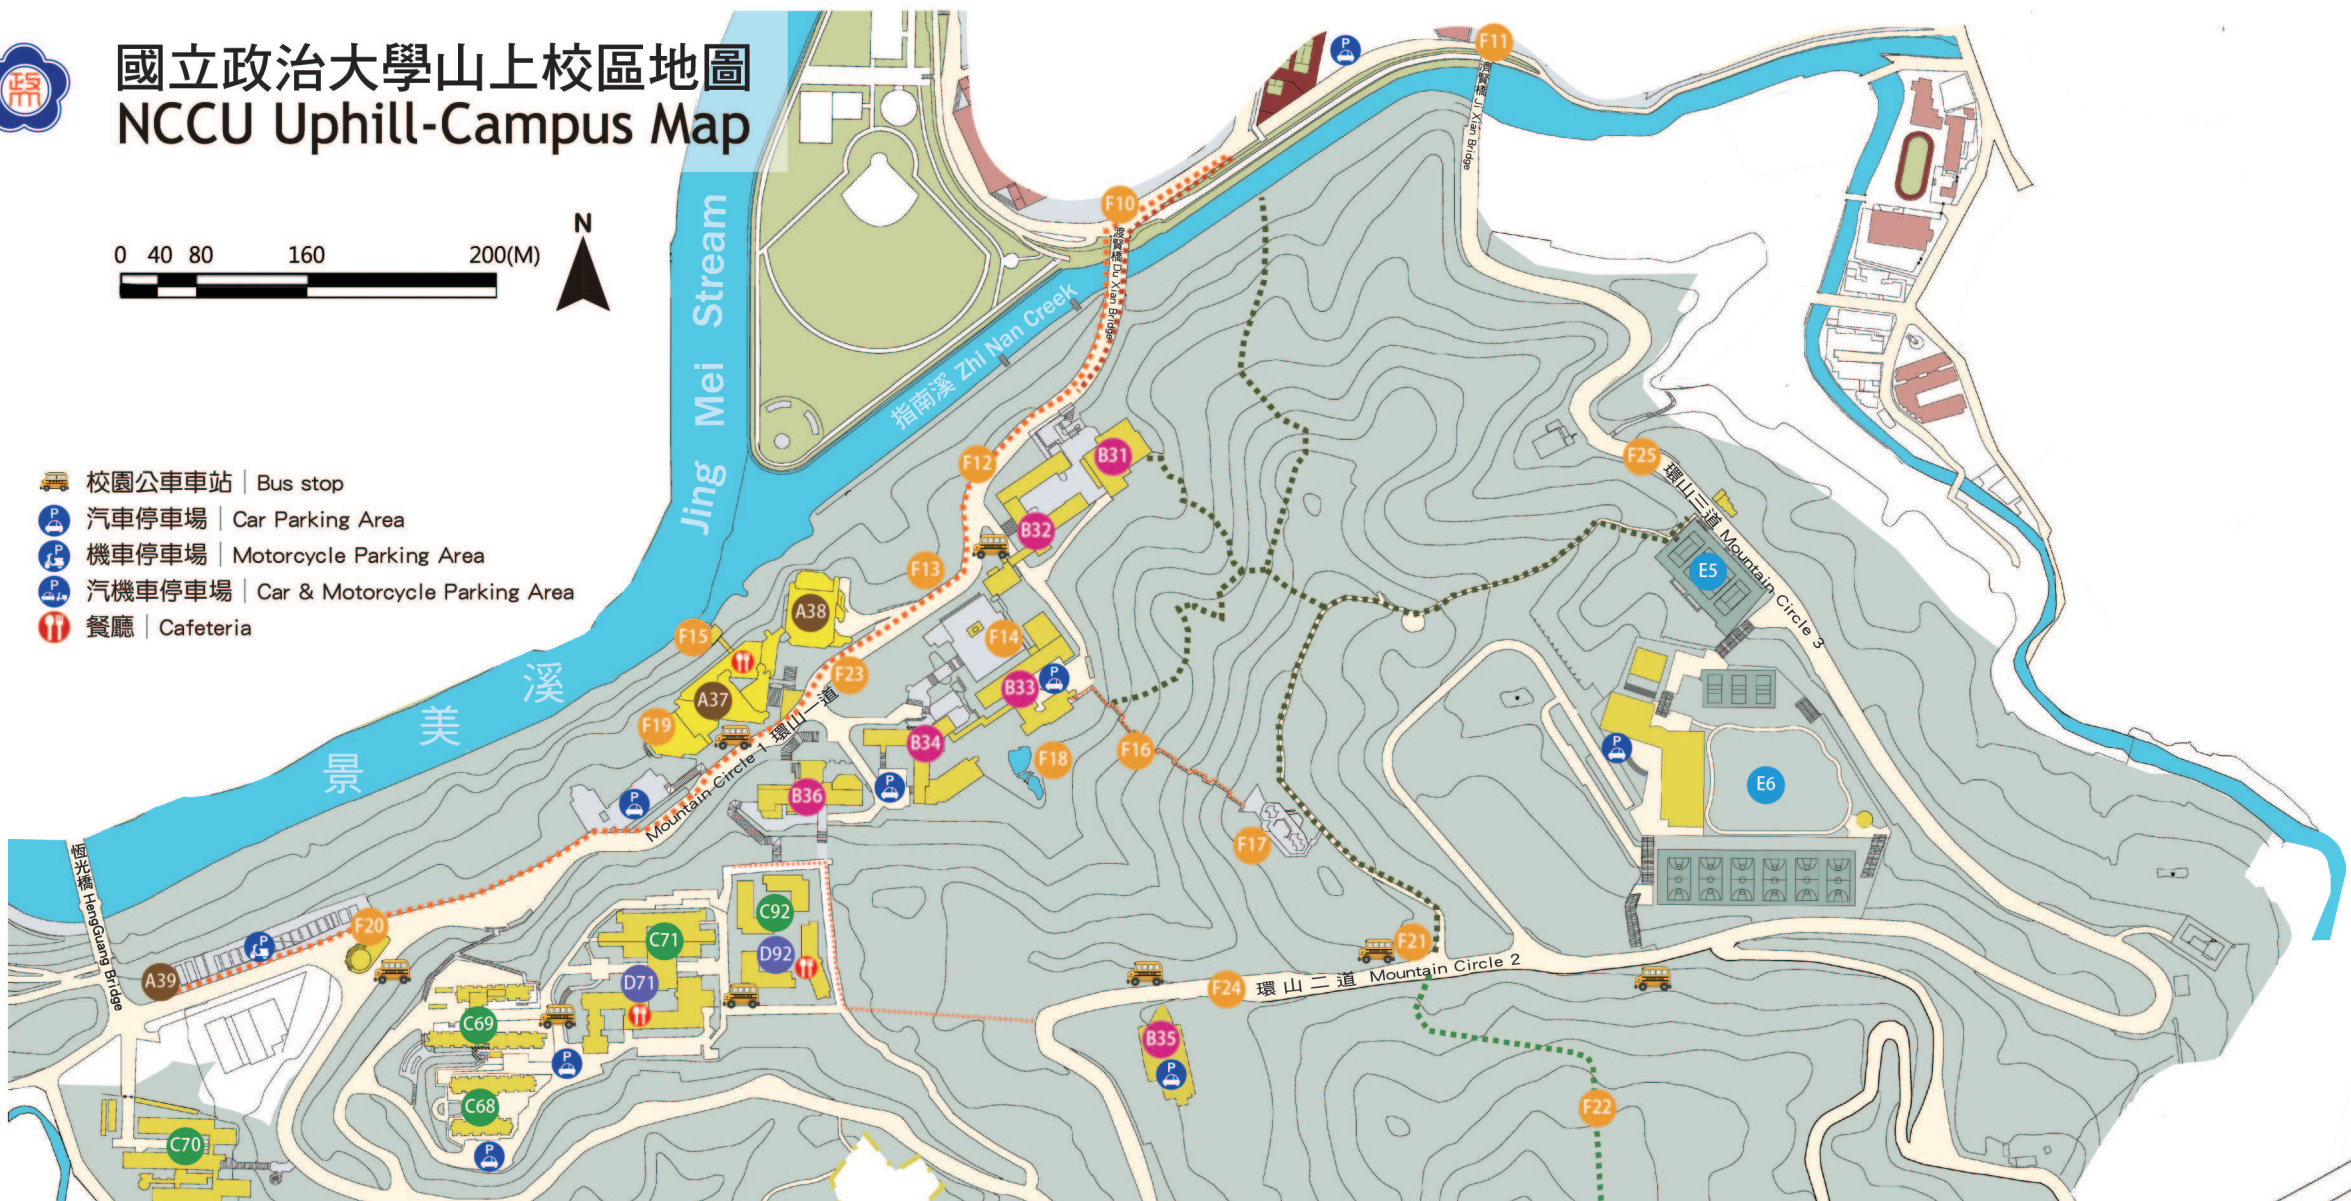 政
國立政治大學山上校區地圖
NCCU Uphill-Campus Map
0 40 80 160 200(M)
N
校園公車車站｜Bus stop
P 汽車停車場｜Car Parking Area
P 機車停車場｜Motorcycle Parking Area
P 汽機車停車場｜Car & Motorcycle Parking Area
餐廳｜Cafeteria
Jing Mei Stream
景美溪
指南溪 Zhi Nan Creek
渡賢橋 Du Xian Bridge
濟賢橋 Ji Xian Bridge
恆光橋 HengGuang Bridge
Mountain Circle 1 環山一道
環山二道 Mountain Circle 2
環山三道 Mountain Circle 3
P
F11
F10
F12
B31
F25
B32
F13
E5
A38
F15
F14
F23
B33
P
A37
F19
B34
F18
F16
P
E6
P
B36
P
F17
C92
F20
C71
P
F21
D92
A39
D71
F24
C69
B35
P
P
C68
F22
C70
P